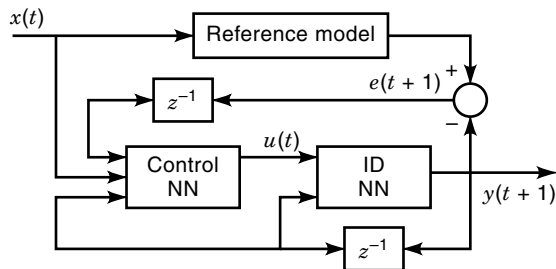 x(t)
Reference model
+
e(t + 1)
z⁻¹
−
u(t)
Control
NN
ID
NN
y(t + 1)
z⁻¹